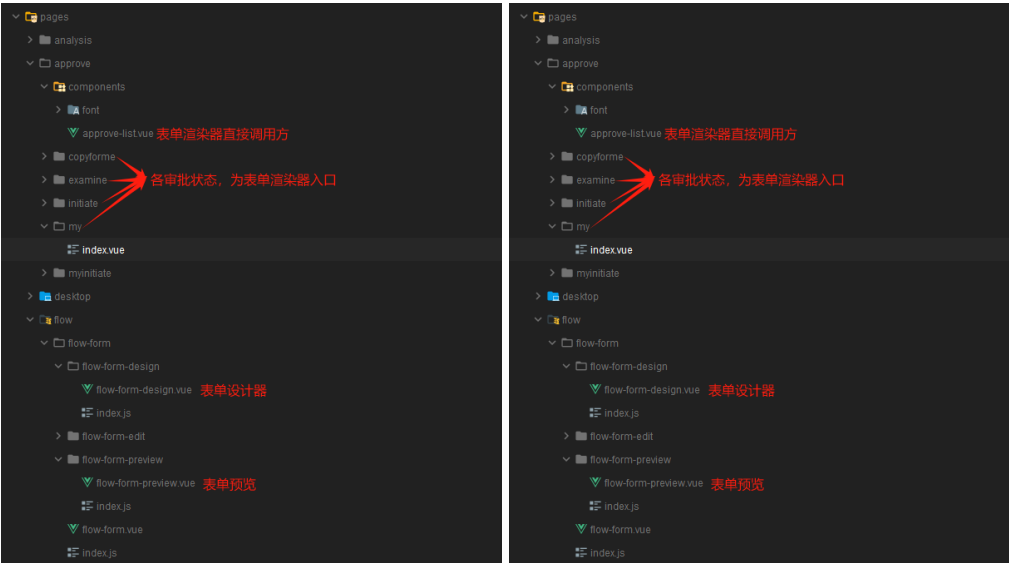 pages
analysis
approve
components
font
approve-list.vue 表单渲染器直接调用方
copyforme
examine 各审批状态，为表单渲染器入口
initiate
my
index.vue
myinitiate
desktop
flow
flow-form
flow-form-design
flow-form-design.vue 表单设计器
index.js
flow-form-edit
flow-form-preview
flow-form-preview.vue 表单预览
index.js
flow-form.vue
index.js
pages
analysis
approve
components
font
approve-list.vue 表单渲染器直接调用方
copyforme
examine 各审批状态，为表单渲染器入口
initiate
my
index.vue
myinitiate
desktop
flow
flow-form
flow-form-design
flow-form-design.vue 表单设计器
index.js
flow-form-edit
flow-form-preview
flow-form-preview.vue 表单预览
index.js
flow-form.vue
index.js